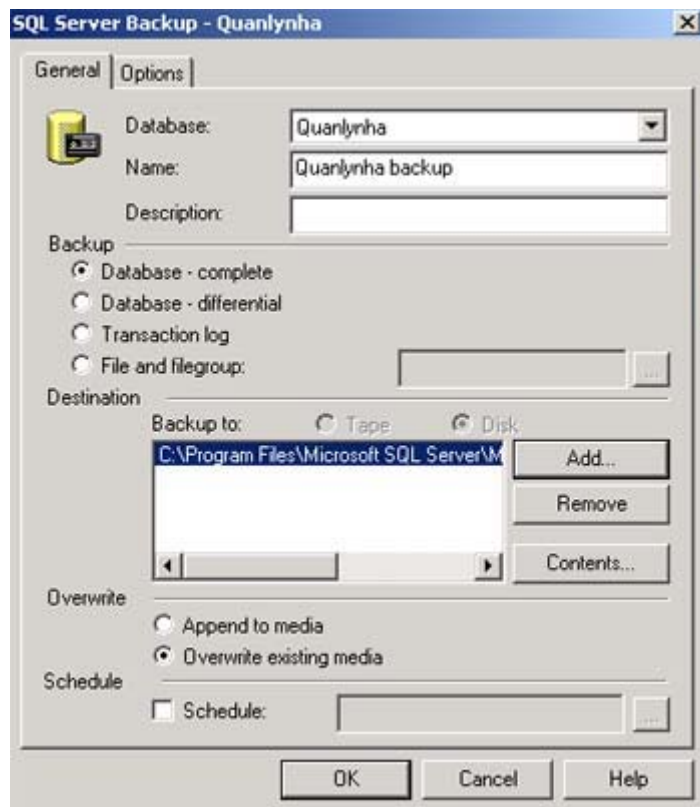 SQL Server Backup - Quanlynha
General
Options
Database:
Quanlynha
Name:
Quanlynha backup
Description:
Backup
Database - complete
Database - differential
Transaction log
File and filegroup:
...
Destination
Backup to:
Tape
Disk
C:\Program Files\Microsoft SQL Server\M
Add...
Remove
Contents...
Overwrite
Append to media
Overwrite existing media
Schedule
Schedule:
...
OK
Cancel
Help